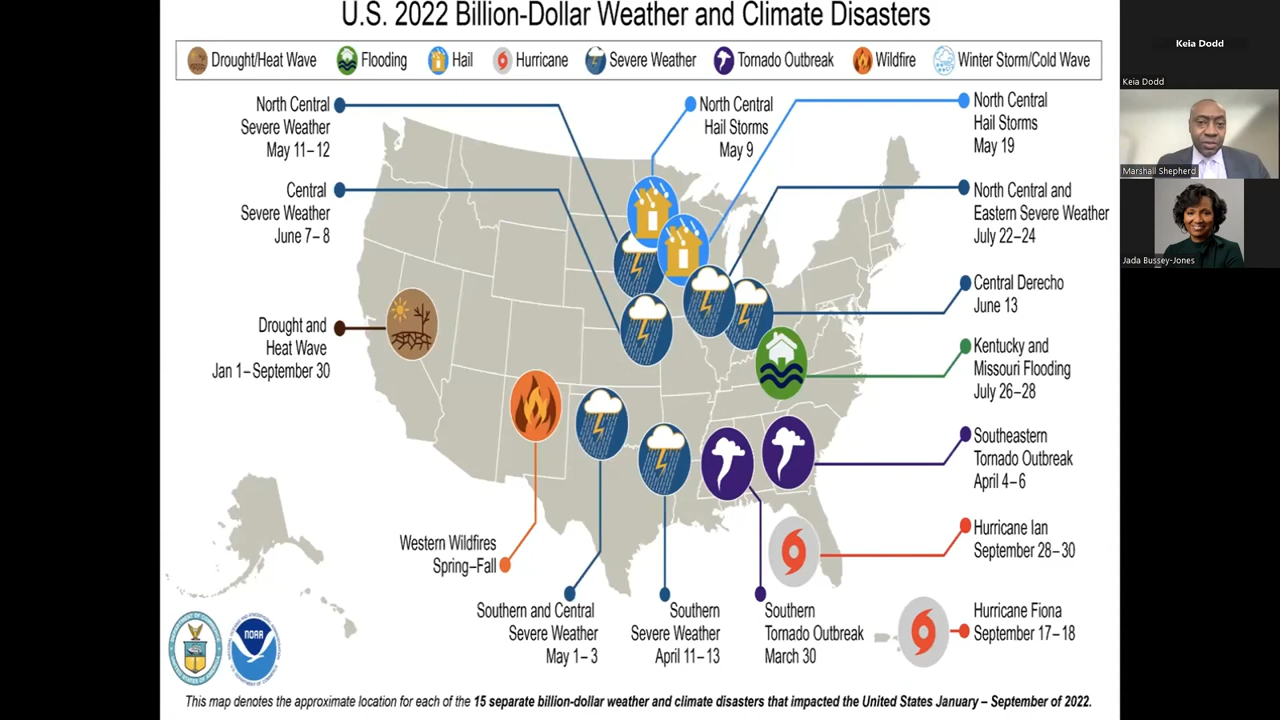 U.S. 2022 Billion-Dollar Weather and Climate Disasters
Drought/Heat Wave
Flooding
Hail
Hurricane
Severe Weather
Tornado Outbreak
Wildfire
Winter Storm/Cold Wave
North Central
Severe Weather
May 11–12
Central
Severe Weather
June 7–8
Drought and
Heat Wave
Jan 1–September 30
North Central
Hail Storms
May 9
North Central
Hail Storms
May 19
North Central and
Eastern Severe Weather
July 22–24
Central Derecho
June 13
Kentucky and
Missouri Flooding
July 26–28
Southeastern
Tornado Outbreak
April 4–6
Hurricane Ian
September 28–30
Hurricane Fiona
September 17–18
Western Wildfires
Spring–Fall
Southern and Central
Severe Weather
May 1–3
Southern
Severe Weather
April 11–13
Southern
Tornado Outbreak
March 30
NOAA
This map denotes the approximate location for each of the 15 separate billion-dollar weather and climate disasters that impacted the United States January – September of 2022.
Keia Dodd
Keia Dodd
Marshall Shepherd
Jada Bussey-Jones